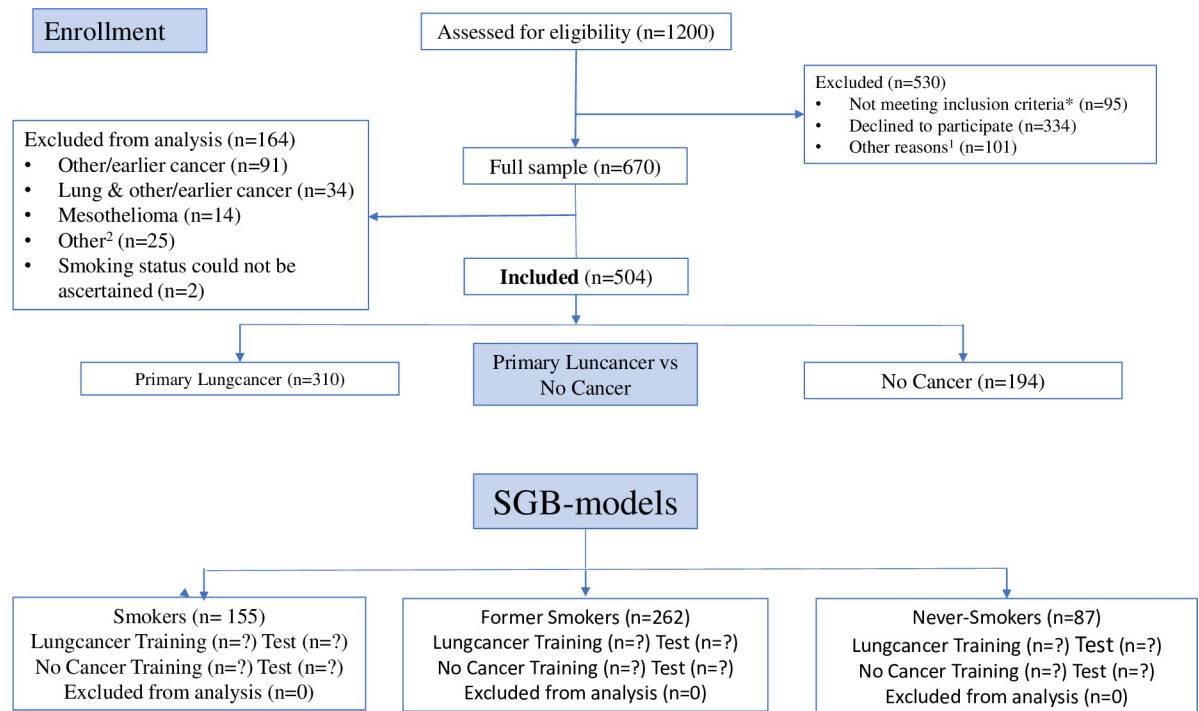 Enrollment
Assessed for eligibility (n=1200)
Excluded (n=530)
• Not meeting inclusion criteria* (n=95)
• Declined to participate (n=334)
• Other reasons¹ (n=101)
Excluded from analysis (n=164)
• Other/earlier cancer (n=91)
• Lung & other/earlier cancer (n=34)
• Mesothelioma (n=14)
• Other² (n=25)
• Smoking status could not be
ascertained (n=2)
Full sample (n=670)
Included (n=504)
Primary Lungcancer (n=310)
Primary Luncancer vs
No Cancer
No Cancer (n=194)
SGB-models
Smokers (n= 155)
Lungcancer Training (n=?) Test (n=?)
No Cancer Training (n=?) Test (n=?)
Excluded from analysis (n=0)
Former Smokers (n=262)
Lungcancer Training (n=?) Test (n=?)
No Cancer Training (n=?) Test (n=?)
Excluded from analysis (n=0)
Never-Smokers (n=87)
Lungcancer Training (n=?) Test (n=?)
No Cancer Training (n=?) Test (n=?)
Excluded from analysis (n=0)